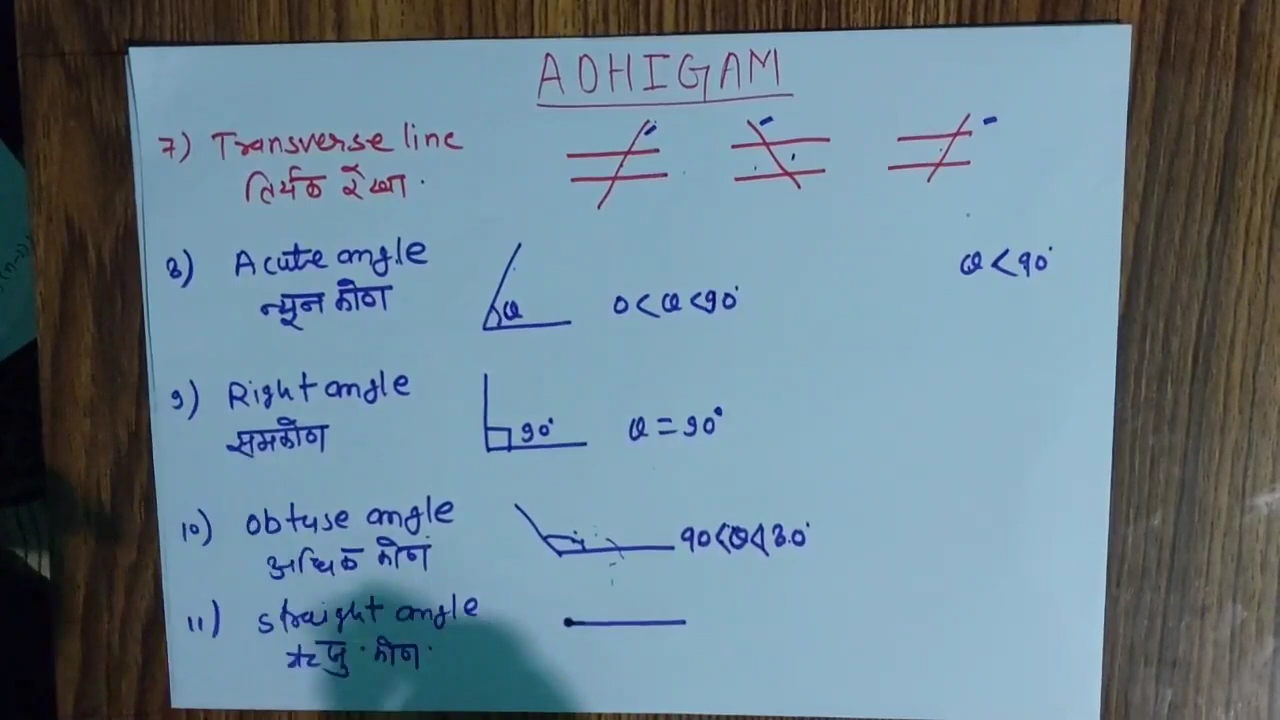 ADHIGAM
7) Transverse line
तिर्यक रेखा
8) Acute angle
न्यून कोण
θ
0<θ<90°
θ<90°
9) Right angle
समकोण
90°
θ=90°
10) obtuse angle
अधिक कोण
11) straight angle
ऋजु कोण